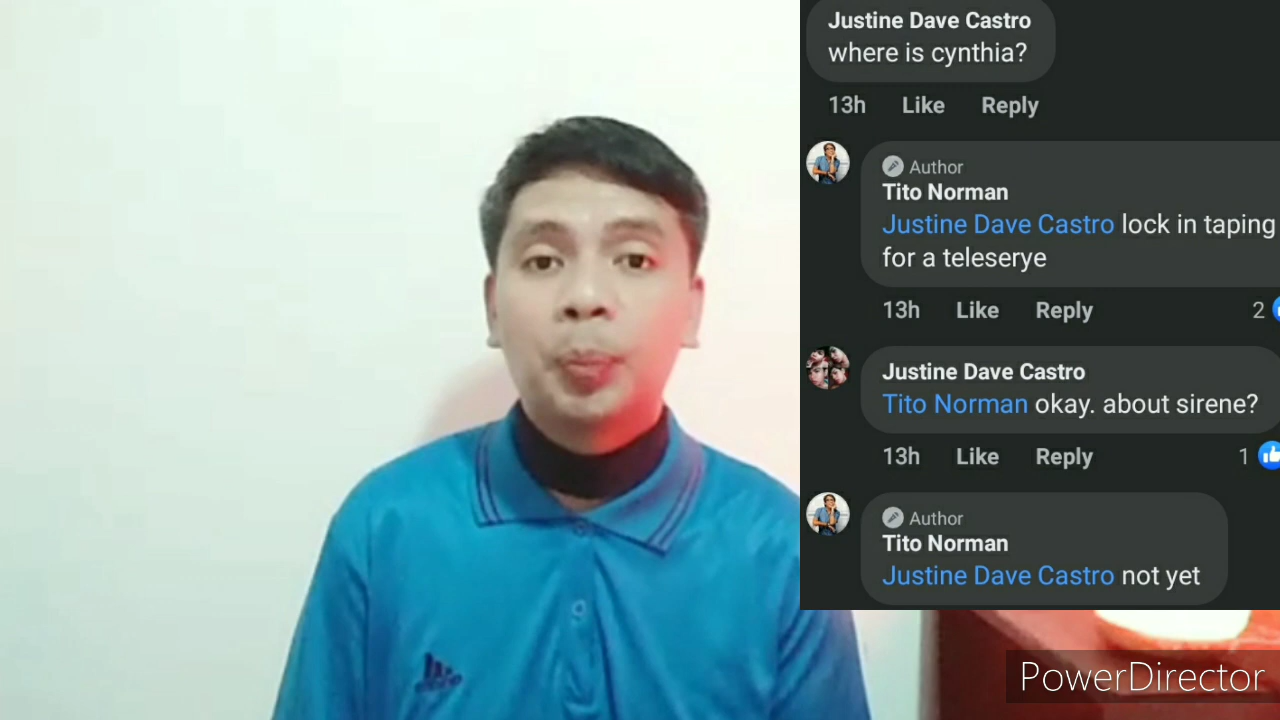 Justine Dave Castro
where is cynthia?
13h Like Reply
Author
Tito Norman
Justine Dave Castro lock in taping
for a teleserye
13h Like Reply 2
Justine Dave Castro
Tito Norman okay. about sirene?
13h Like Reply 1
Author
Tito Norman
Justine Dave Castro not yet
PowerDirector